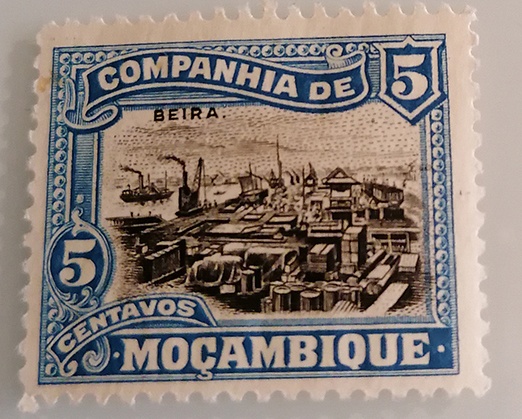 COMPANHIA DE 5
BEIRA.
5
CENTAVOS
·MOÇAMBIQUE·